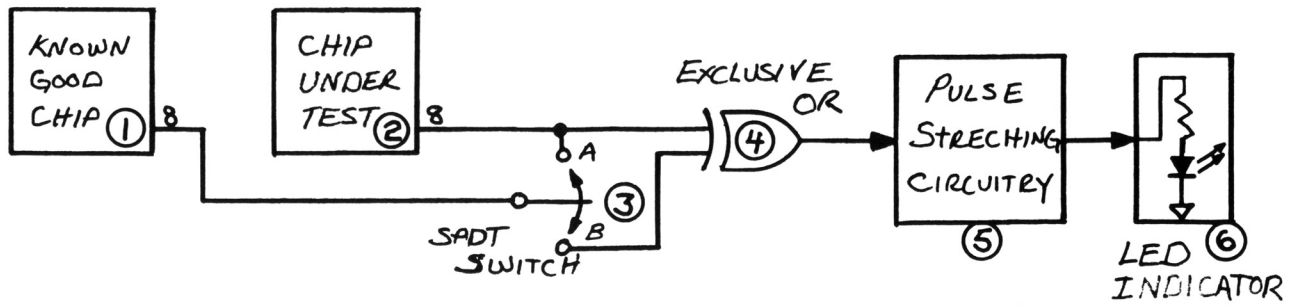 KNOWN
GOOD
CHIP
1
8
CHIP
UNDER
TEST
2
8
A
3
B
SPDT
SWITCH
EXCLUSIVE
OR
4
PULSE
STRECHING
CIRCUITRY
5
6
LED
INDICATOR